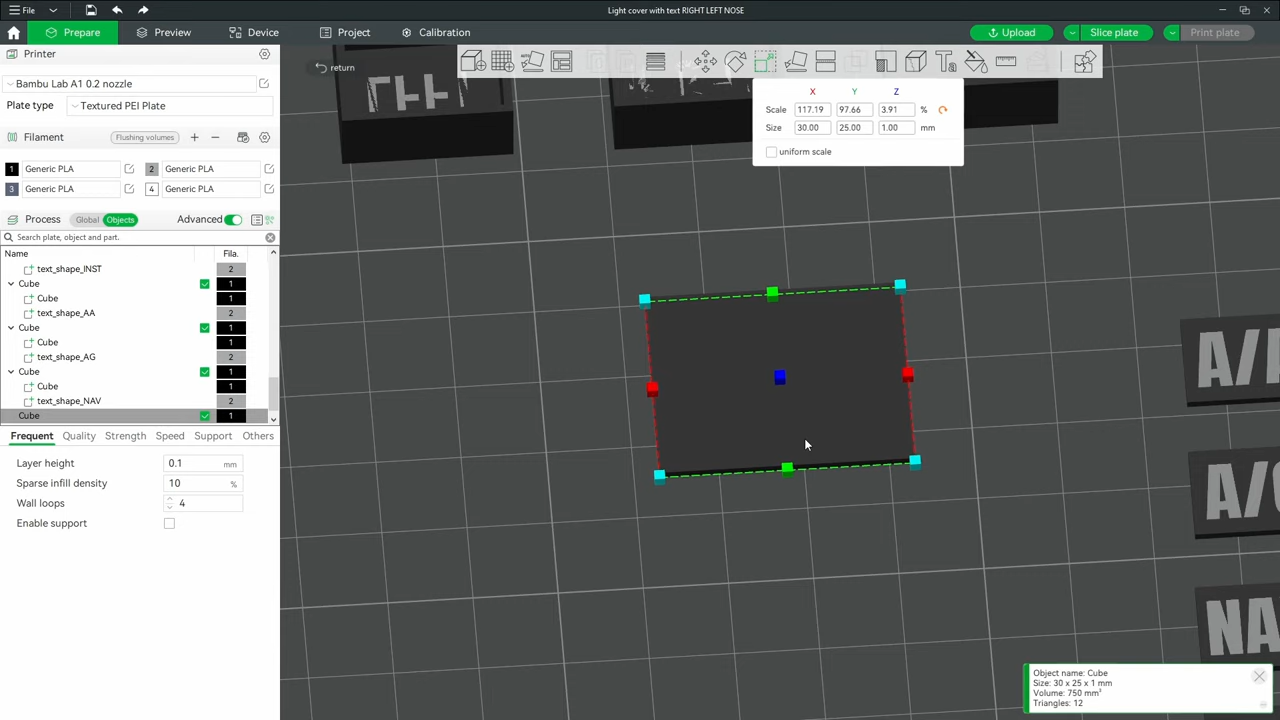 File
Light cover with text RIGHT LEFT NOSE
Prepare
Preview
Device
Project
Calibration
Upload
Slice plate
Print plate
Printer
Bambu Lab A1 0.2 nozzle
Plate type
Textured PEI Plate
Filament
Flushing volumes
1 Generic PLA
2 Generic PLA
3 Generic PLA
4 Generic PLA
Process
Global
Objects
Advanced
Search plate, object and part.
Name
Fila.
text_shape_INST 2
Cube 1
Cube 1
text_shape_AA 2
Cube 1
Cube 1
text_shape_AG 2
Cube 1
Cube 1
text_shape_NAV 2
Cube 1
Frequent
Quality
Strength
Speed
Support
Others
Layer height 0.1 mm
Sparse infill density 10 %
Wall loops 4
Enable support
return
X Y Z
Scale 117.19 97.66 3.91 %
Size 30.00 25.00 1.00 mm
uniform scale
Object name: Cube
Size: 30 x 25 x 1 mm
Volume: 750 mm³
Triangles: 12